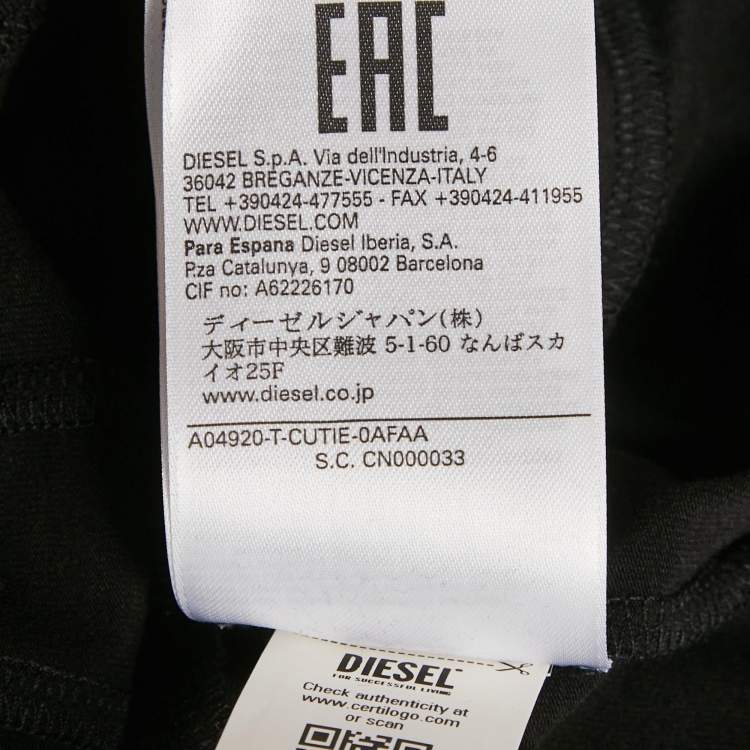 EAC
DIESEL S.p.A. Via dell'Industria, 4-6
36042 BREGANZE-VICENZA-ITALY
TEL +390424-477555 - FAX +390424-411955
WWW.DIESEL.COM
Para Espana Diesel Iberia, S.A.
P.za Catalunya, 9 08002 Barcelona
CIF no: A62226170
ディーゼルジャパン(株)
大阪市中央区難波 5-1-60 なんばスカ
イオ25F
www.diesel.co.jp
A04920-T-CUTIE-0AFAA
S.C. CN000033
DIESEL
FOR SUCCESSFUL LIVING
Check authenticity at
www.certilogo.com
or scan